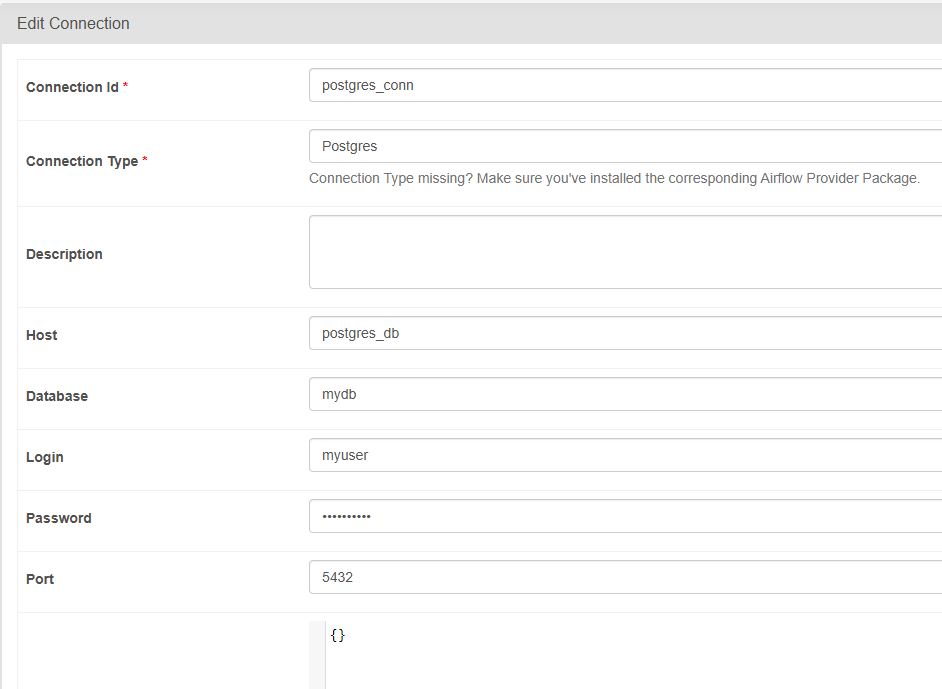 Edit Connection
Connection Id *
postgres_conn
Connection Type *
Postgres
Connection Type missing? Make sure you've installed the corresponding Airflow Provider Package.
Description
Host
postgres_db
Database
mydb
Login
myuser
Password
••••••••••
Port
5432
{}